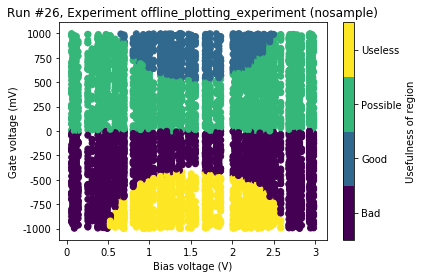 Run #26, Experiment offline_plotting_experiment (nosample)
1000
750
500
250
0
-250
-500
-750
-1000
Gate voltage (mV)
0
0.5
1
1.5
2
2.5
3
Bias voltage (V)
Useless
Possible
Good
Bad
Usefulness of region